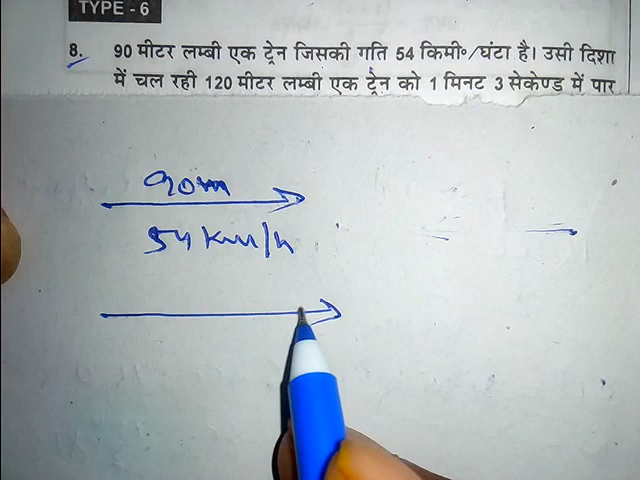 TYPE - 6
8. 90 मीटर लम्बी एक ट्रेन जिसकी गति 54 किमी॰/घंटा है। उसी दिशा
में चल रही 120 मीटर लम्बी एक ट्रेन को 1 मिनट 3 सेकेण्ड में पार
90m
54 km/h